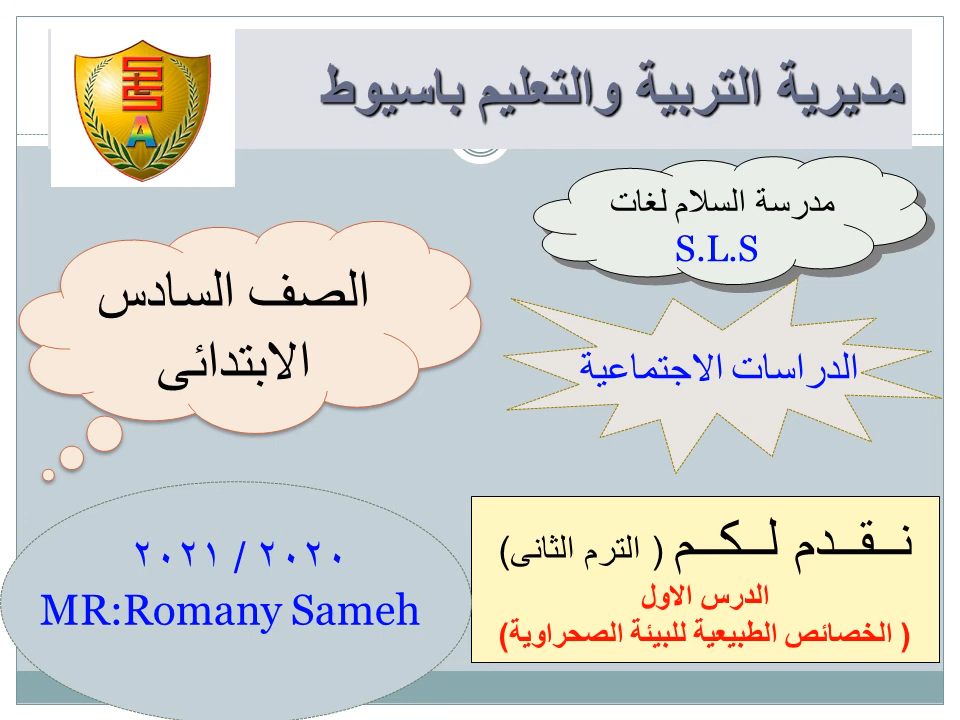 مديرية التربية والتعليم باسيوط
مدرسة السلام لغات
S.L.S
الصف السادس
الابتدائى
الدراسات الاجتماعية
نــقــدم لــكــم ( الترم الثانى)
الدرس الاول
( الخصائص الطبيعية للبيئة الصحراوية)
٢٠٢٠ / ٢٠٢١
MR:Romany Sameh